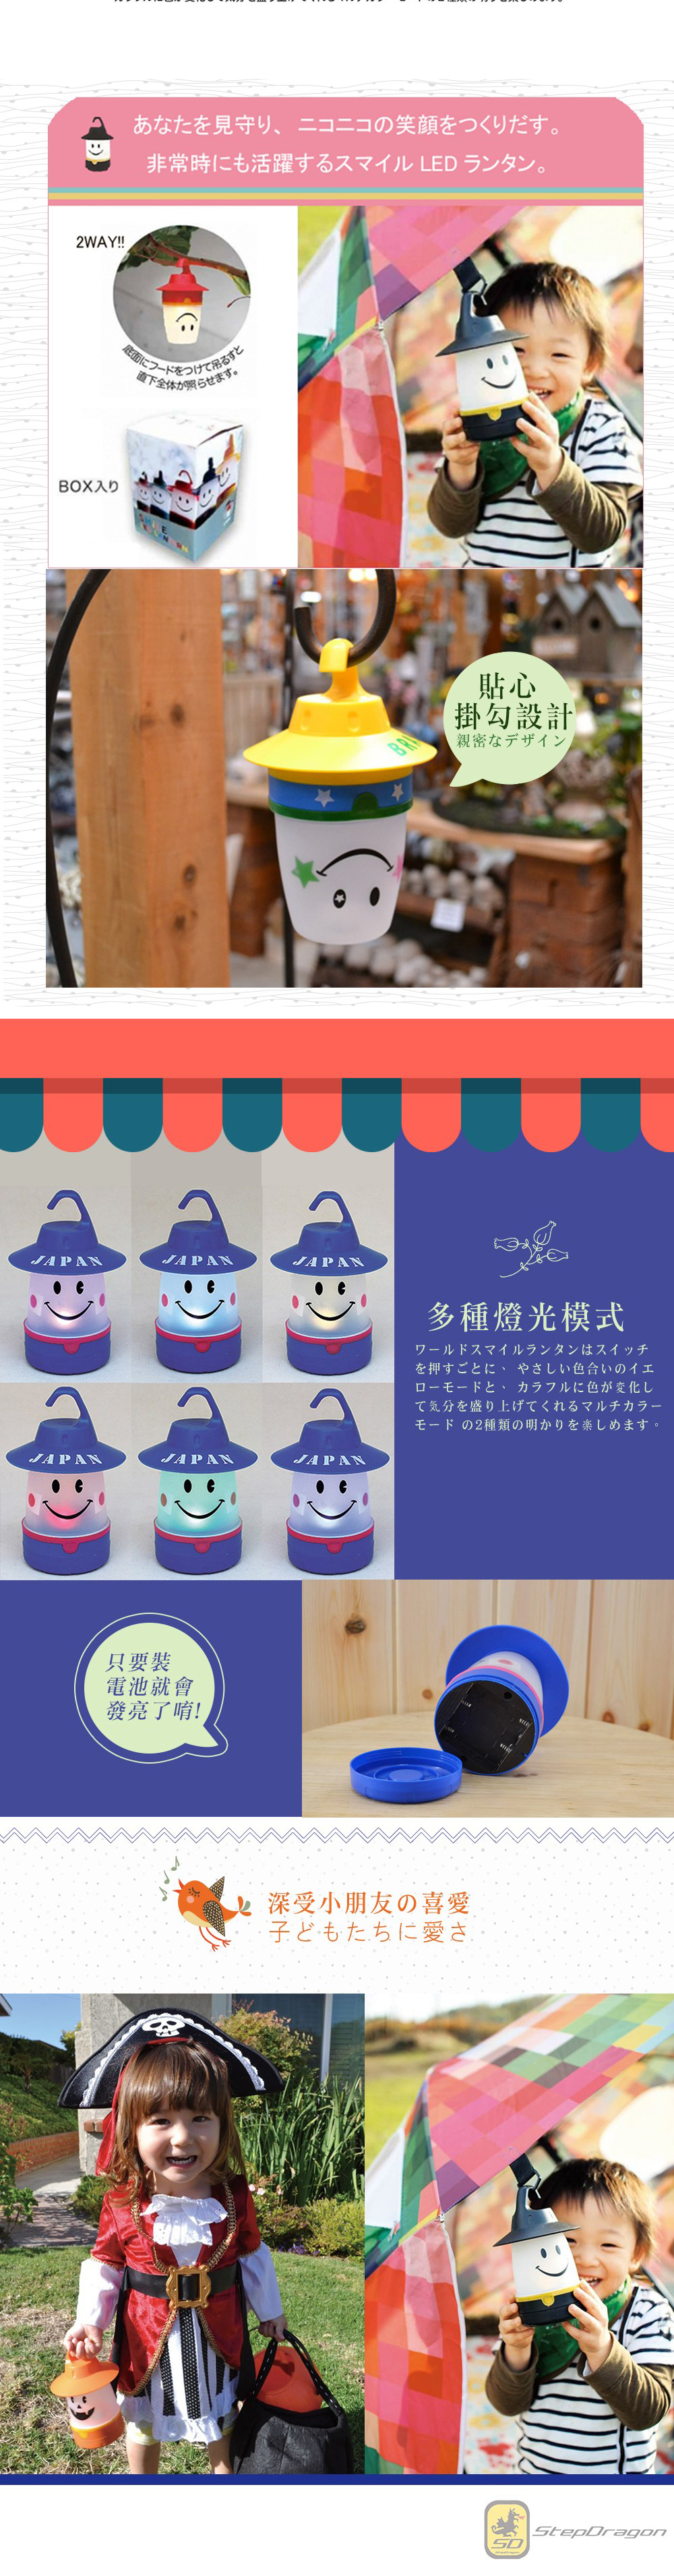 あなたを見守り、ニコニコの笑顔をつくりだす。
非常時にも活躍するスマイル LED ランタン。
2WAY!!
底面にフードをつけて吊るすと
直下全体が照らせます。
BOX入り
貼心
掛勾設計
親密なデザイン
JAPAN
JAPAN
JAPAN
JAPAN
JAPAN
JAPAN
多種燈光模式
ワールドスマイルランタンはスイッチ
を押すごとに、やさしい色合いのイエ
ローモードと、カラフルに色が変化し
て気分を盛り上げてくれるマルチカラー
モード の2種類の明かりを楽しめます。
只要裝
電池就會
發亮了唷!
深受小朋友の喜愛
子どもたちに愛さ
SD
StepDragon